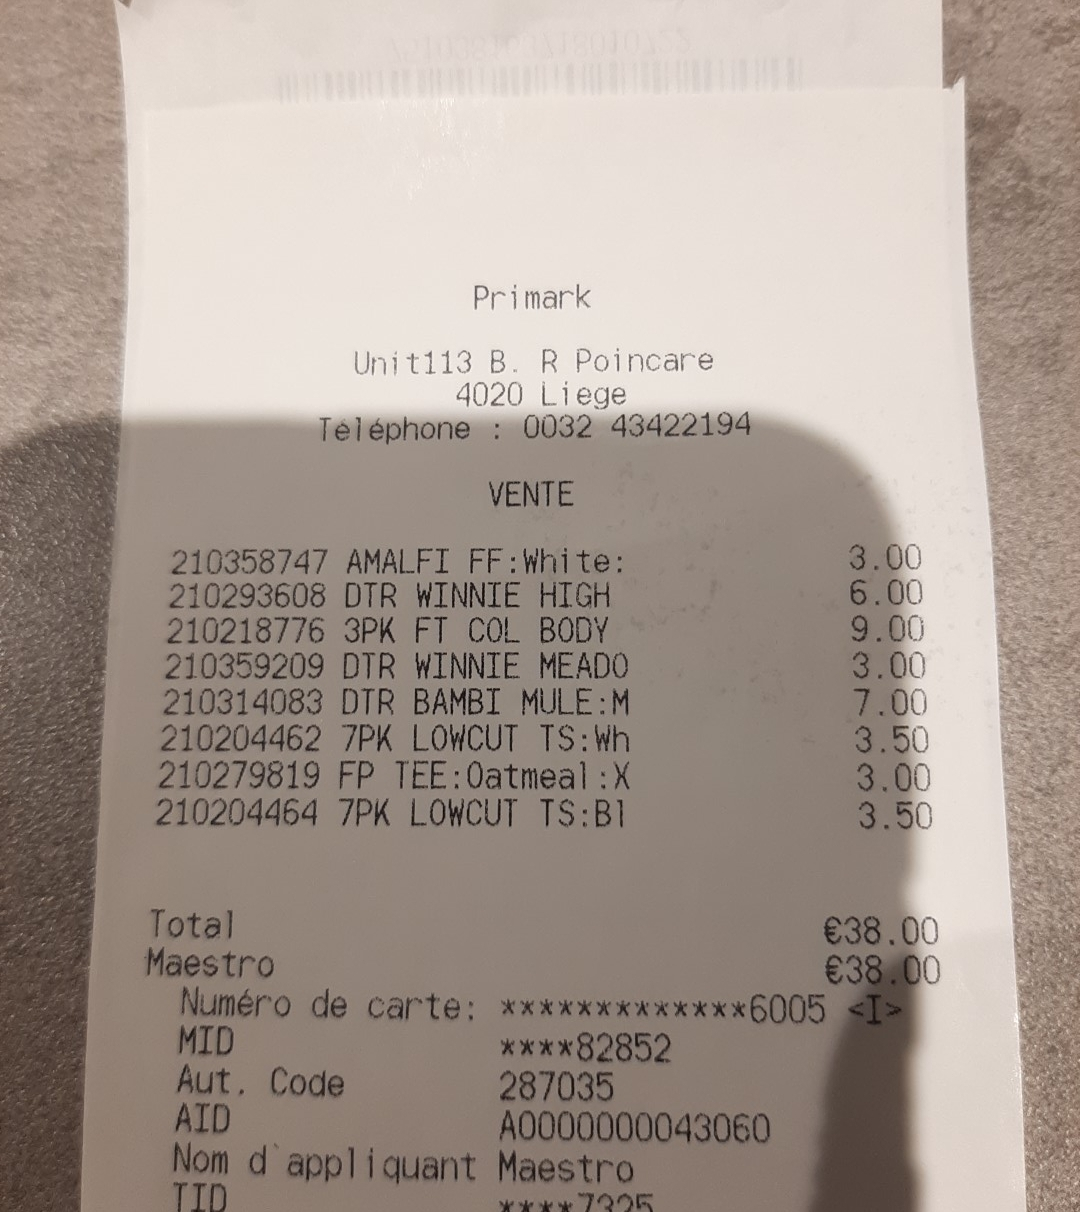 Primark
Unit113 B. R Poincare
4020 Liege
Téléphone : 0032 43422194
VENTE
210358747 AMALFI FF:White: 3.00
210293608 DTR WINNIE HIGH 6.00
210218776 3PK FT COL BODY 9.00
210359209 DTR WINNIE MEADO 3.00
210314083 DTR BAMBI MULE:M 7.00
210204462 7PK LOWCUT TS:Wh 3.50
210279819 FP TEE:Oatmeal:X 3.00
210204464 7PK LOWCUT TS:Bl 3.50
Total €38.00
Maestro €38.00
Numéro de carte: *************6005 <I>
MID ****82852
Aut. Code 287035
AID A0000000043060
Nom d`appliquant Maestro
TID ****7325